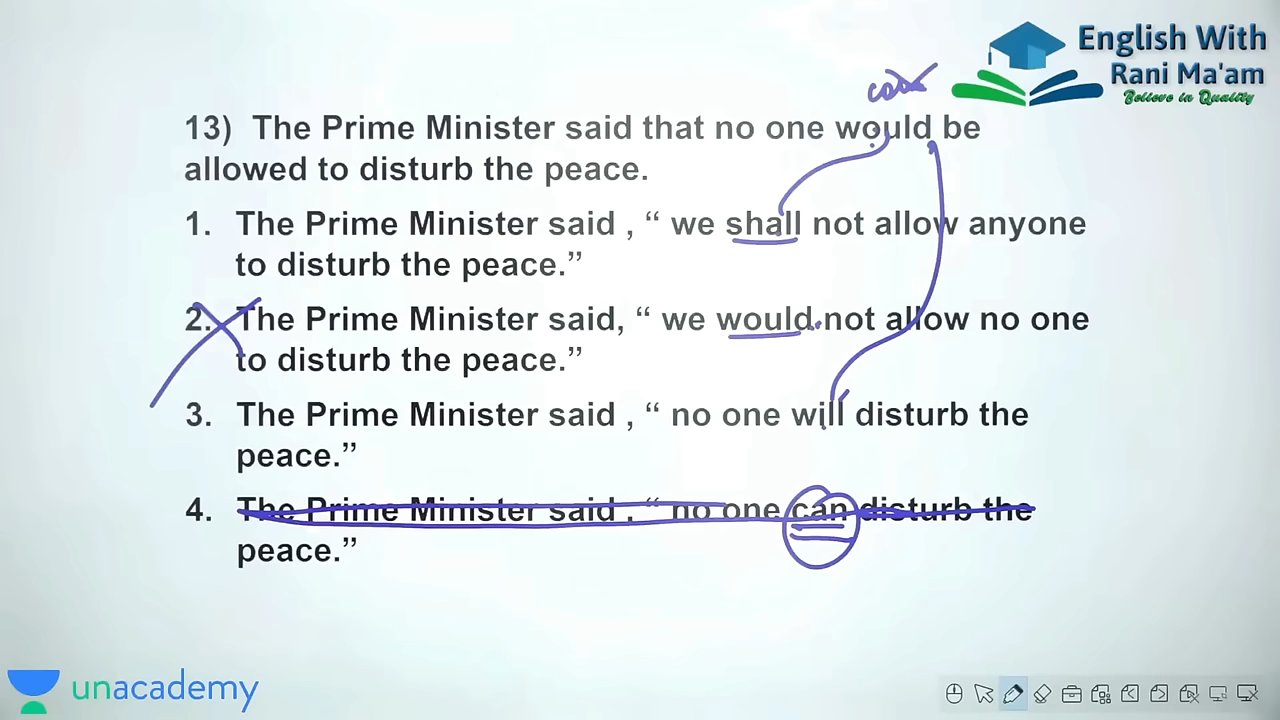 English With
Rani Ma'am
Believe in Quality
13) The Prime Minister said that no one would be
allowed to disturb the peace.
1. The Prime Minister said , “ we shall not allow anyone
to disturb the peace.”
2. The Prime Minister said, “ we would not allow no one
to disturb the peace.”
3. The Prime Minister said , “ no one will disturb the
peace.”
4. The Prime Minister said , “ no one can disturb the
peace.”
unacademy